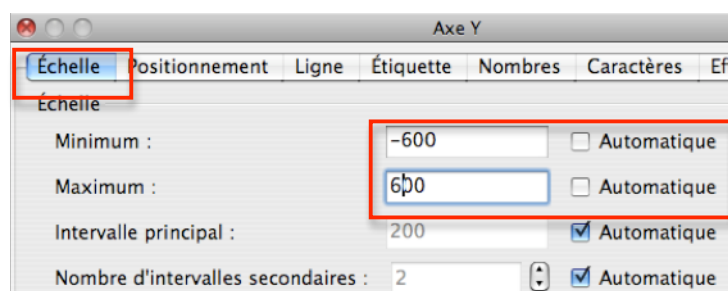 Axe Y
Échelle Positionnement Ligne Étiquette Nombres Caractères Ef
Échelle
Minimum : -600 Automatique
Maximum : 600 Automatique
Intervalle principal : 200 Automatique
Nombre d'intervalles secondaires : 2 Automatique